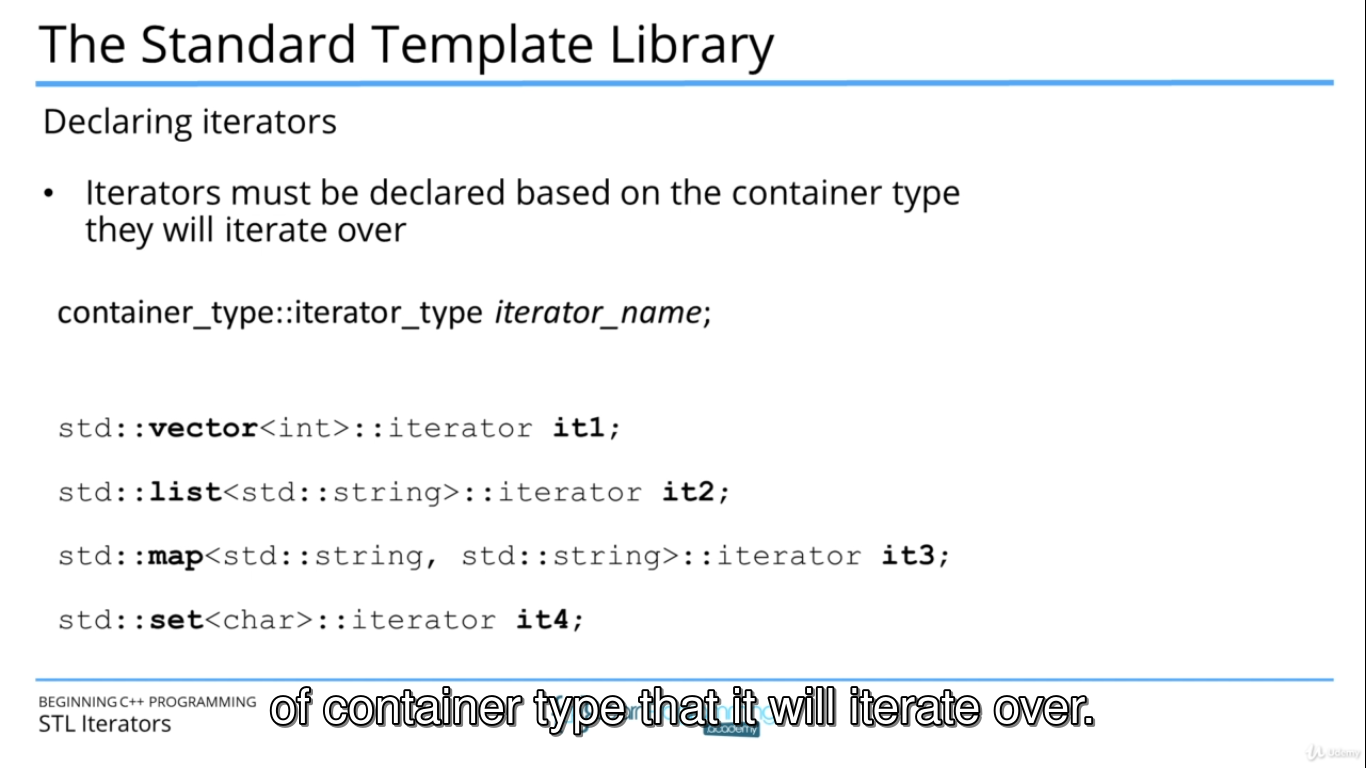 The Standard Template Library
Declaring iterators
• Iterators must be declared based on the container type
they will iterate over
container_type::iterator_type iterator_name;
std::vector<int>::iterator it1;
std::list<std::string>::iterator it2;
std::map<std::string, std::string>::iterator it3;
std::set<char>::iterator it4;
BEGINNING C++ PROGRAMMING
STL Iterators
of container type that it will iterate over.
academy
Udemy